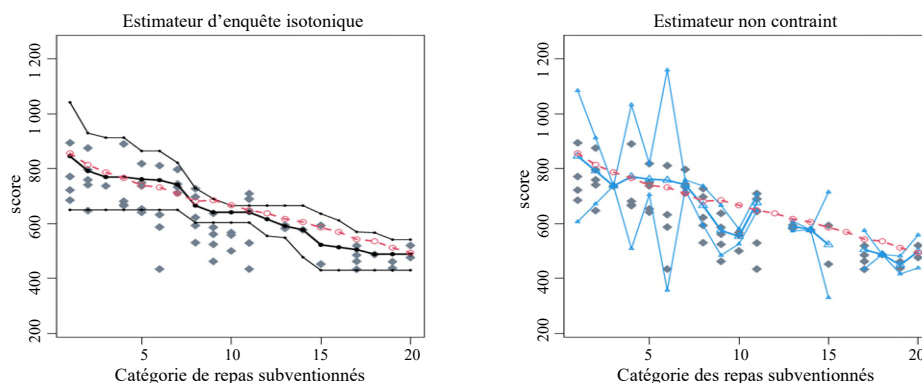 Estimateur d’enquête isotonique
score
1 200
1 000
800
600
400
200
5 10 15 20
Catégorie de repas subventionnés
Estimateur non contraint
score
1 200
1 000
800
600
400
200
5 10 15 20
Catégorie des repas subventionnés